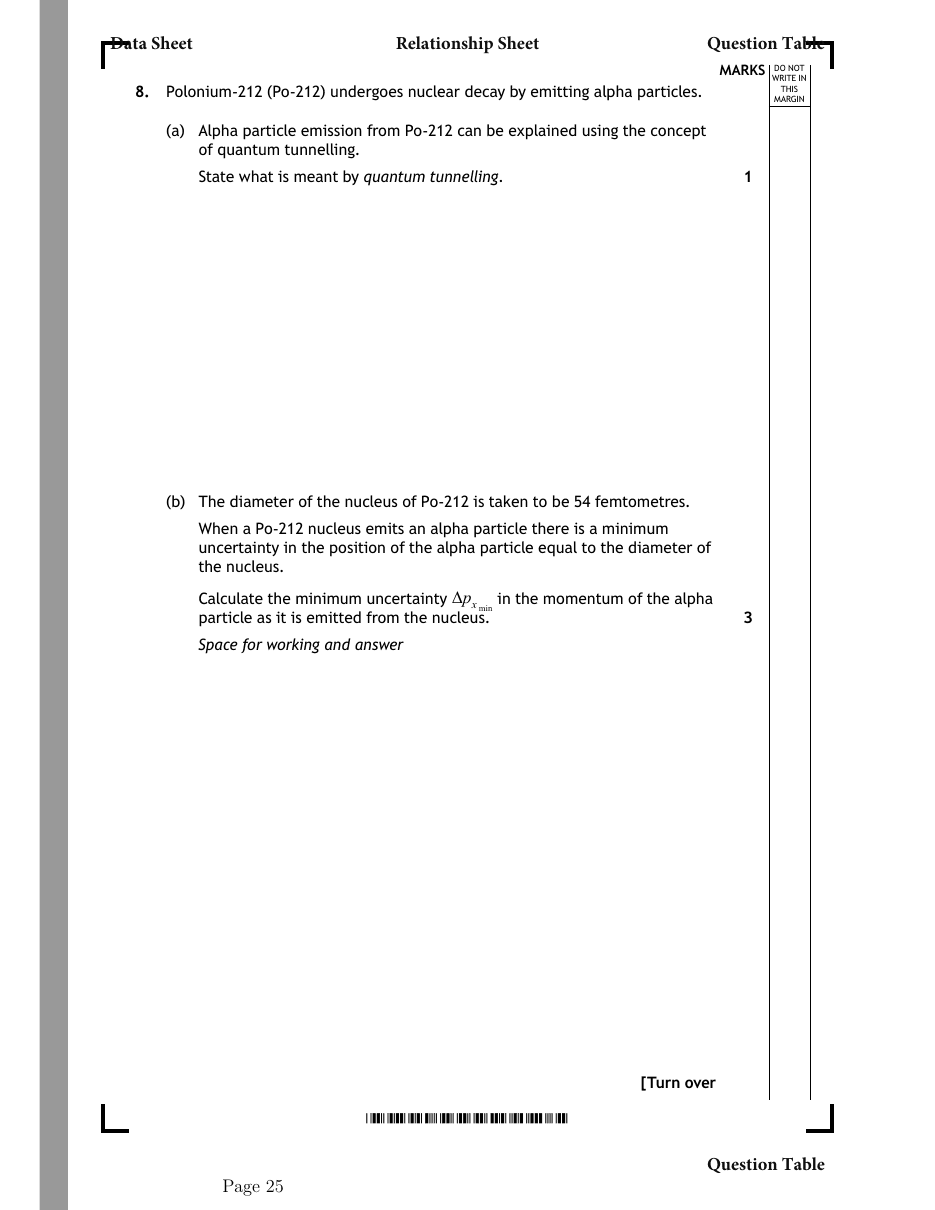 Data Sheet Relationship Sheet Question Table
MARKS
DO NOT
WRITE IN
THIS
MARGIN
8. Polonium-212 (Po-212) undergoes nuclear decay by emitting alpha particles.
(a) Alpha particle emission from Po-212 can be explained using the concept
of quantum tunnelling.
State what is meant by quantum tunnelling. 1
(b) The diameter of the nucleus of Po-212 is taken to be 54 femtometres.
When a Po-212 nucleus emits an alpha particle there is a minimum
uncertainty in the position of the alpha particle equal to the diameter of
the nucleus.
Calculate the minimum uncertainty Δp_{x_{min}} in the momentum of the alpha
particle as it is emitted from the nucleus. 3
Space for working and answer
[Turn over
Question Table
Page 25